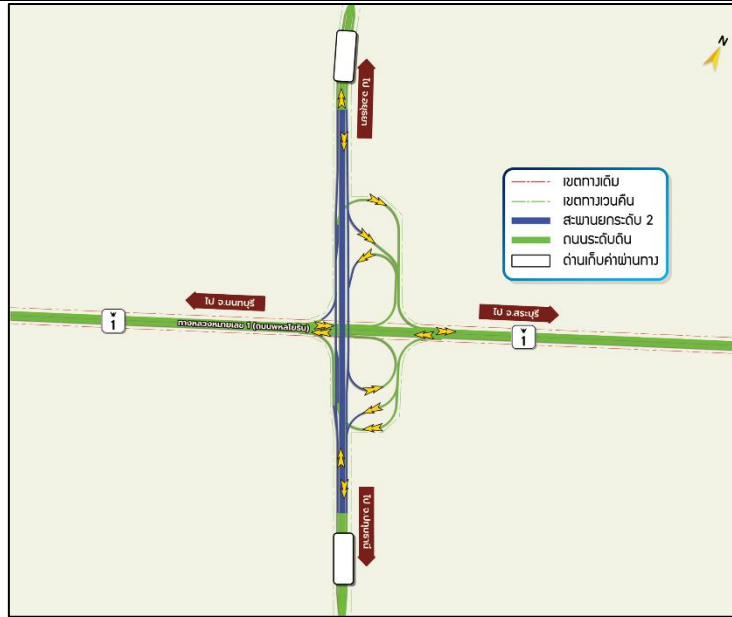 N
ไป จ.อยุธยา
เขตทางเดิม
เขตทางเวนคืน
สะพานยกระดับ 2
ถนนระดับดิน
ด่านเก็บค่าผ่านทาง
ไป จ.นนทบุรี
ไป จ.สระบุรี
1
ทางหลวงหมายเลข 1 (ถนนพหลโยธิน)
1
ไป จ.ปทุมธานี